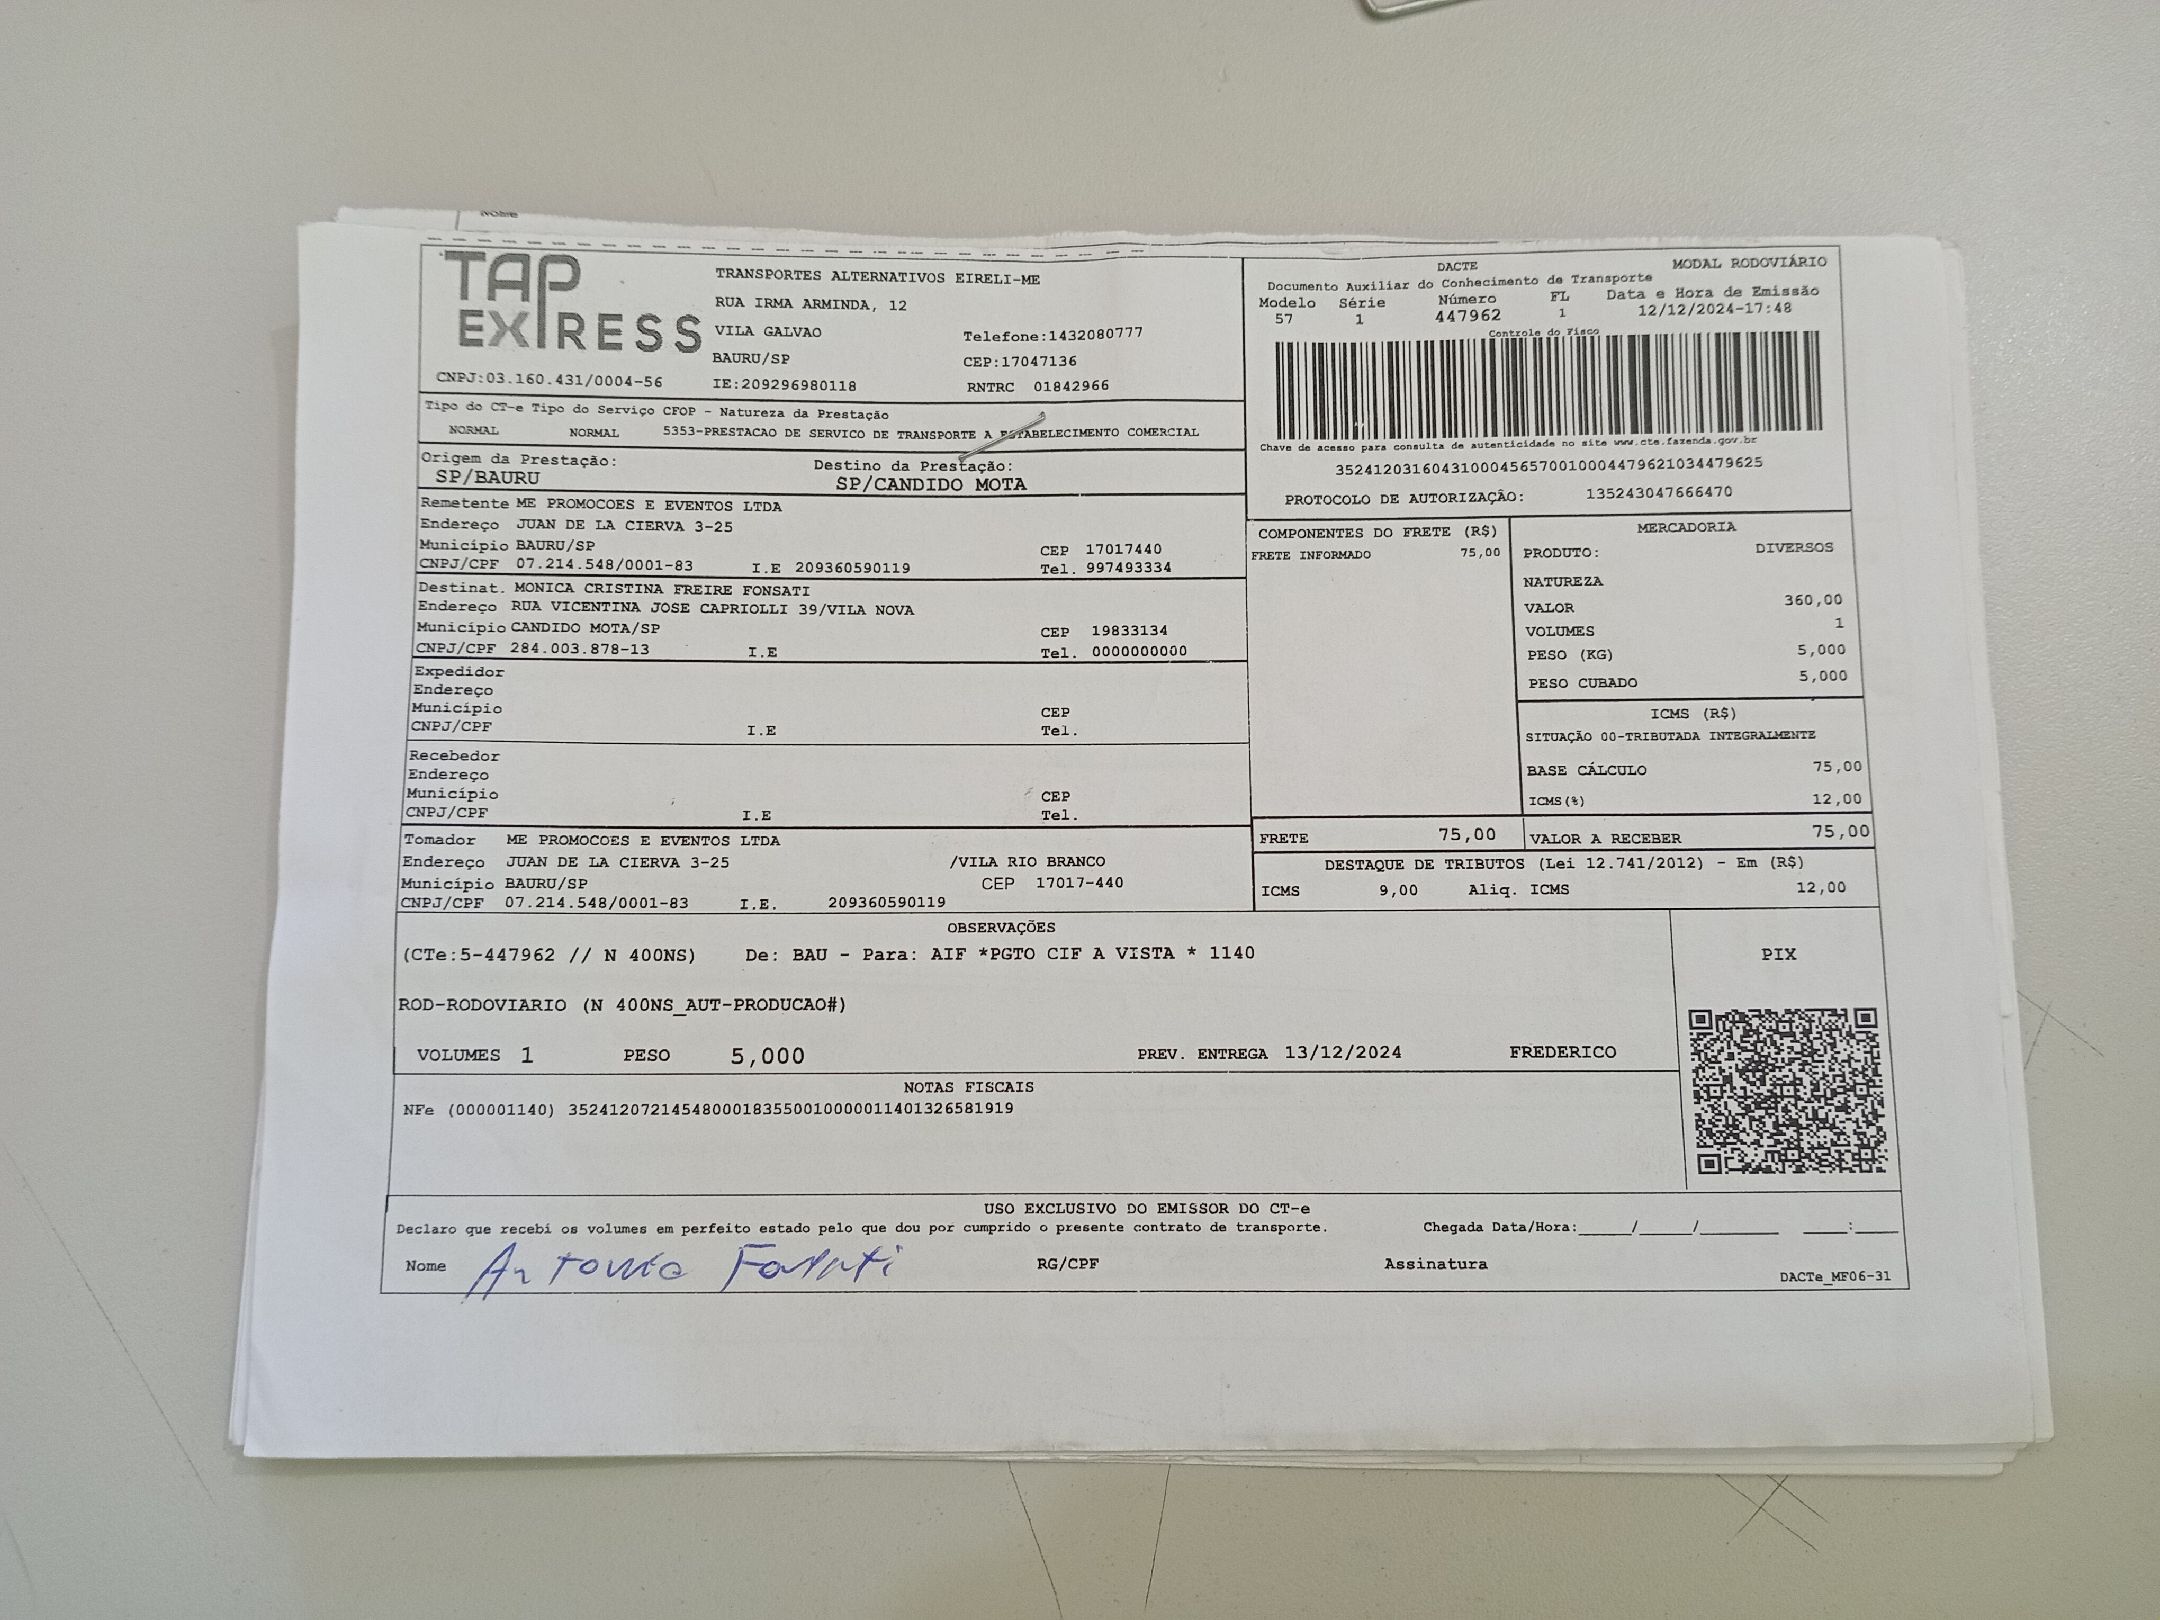 Nome
TAP EXPRESS
TRANSPORTES ALTERNATIVOS EIRELI-ME
RUA IRMA ARMINDA, 12
VILA GALVAO Telefone:1432080777
BAURU/SP CEP:17047136
CNPJ:03.160.431/0004-56 IE:209296980118 RNTRC 01842966
DACTE MODAL RODOVIÁRIO
Documento Auxiliar do Conhecimento de Transporte
Modelo Série Número FL Data e Hora de Emissão
57 1 447962 1 12/12/2024-17:48
Controle do Fisco
Chave de acesso para consulta de autenticidade no site www.cte.fazenda.gov.br
35241203160431000456570010004479621034479625
PROTOCOLO DE AUTORIZAÇÃO: 135243047666470
Tipo do CT-e Tipo do Serviço CFOP - Natureza da Prestação
NORMAL NORMAL 5353-PRESTACAO DE SERVICO DE TRANSPORTE A ESTABELECIMENTO COMERCIAL
Origem da Prestação: Destino da Prestação:
SP/BAURU SP/CANDIDO MOTA
Remetente ME PROMOCOES E EVENTOS LTDA
Endereço JUAN DE LA CIERVA 3-25
Município BAURU/SP CEP 17017440
CNPJ/CPF 07.214.548/0001-83 I.E 209360590119 Tel. 997493334
Destinat. MONICA CRISTINA FREIRE FONSATI
Endereço RUA VICENTINA JOSE CAPRIOLLI 39/VILA NOVA
Município CANDIDO MOTA/SP CEP 19833134
CNPJ/CPF 284.003.878-13 I.E Tel. 0000000000
Expedidor
Endereço
Município CEP
CNPJ/CPF I.E Tel.
Recebedor
Endereço
Município CEP
CNPJ/CPF I.E Tel.
Tomador ME PROMOCOES E EVENTOS LTDA
Endereço JUAN DE LA CIERVA 3-25 /VILA RIO BRANCO
Município BAURU/SP CEP 17017-440
CNPJ/CPF 07.214.548/0001-83 I.E. 209360590119
COMPONENTES DO FRETE (R$)
FRETE INFORMADO 75,00
MERCADORIA
PRODUTO: DIVERSOS
NATUREZA
VALOR 360,00
VOLUMES 1
PESO (KG) 5,000
PESO CUBADO 5,000
ICMS (R$)
SITUAÇÃO 00-TRIBUTADA INTEGRALMENTE
BASE CÁLCULO 75,00
ICMS(%) 12,00
FRETE 75,00 VALOR A RECEBER 75,00
DESTAQUE DE TRIBUTOS (Lei 12.741/2012) - Em (R$)
ICMS 9,00 Aliq. ICMS 12,00
OBSERVAÇÕES
(CTe:5-447962 // N 400NS) De: BAU - Para: AIF *PGTO CIF A VISTA * 1140
ROD-RODOVIARIO (N 400NS_AUT-PRODUCAO#)
VOLUMES 1 PESO 5,000 PREV. ENTREGA 13/12/2024 FREDERICO
PIX
NOTAS FISCAIS
NFe (000001140) 35241207214548000183550010000011401326581919
USO EXCLUSIVO DO EMISSOR DO CT-e
Declaro que recebi os volumes em perfeito estado pelo que dou por cumprido o presente contrato de transporte. Chegada Data/Hora:_____/_____/________ ____:____
Nome Antonio Fonsati RG/CPF Assinatura
DACTe_MF06-31